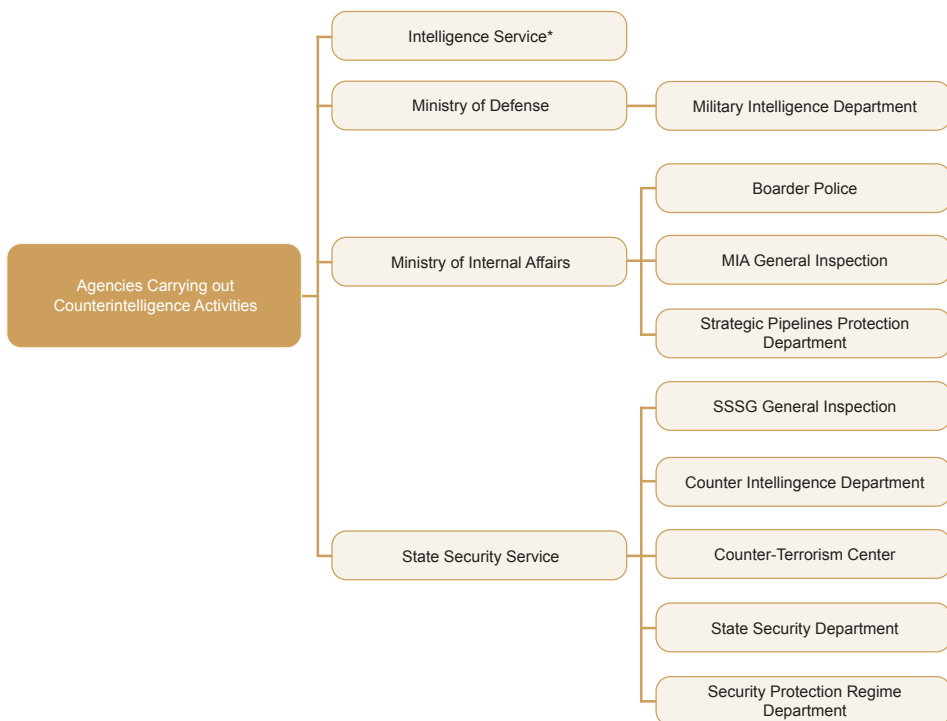 Intelligence Service*
Ministry of Defense
Military Intelligence Department
Boarder Police
Ministry of Internal Affairs
MIA General Inspection
Agencies Carrying out
Counterintelligence Activities
Strategic Pipelines Protection
Department
SSSG General Inspection
Counter Intellingence Department
State Security Service
Counter-Terrorism Center
State Security Department
Security Protection Regime
Department